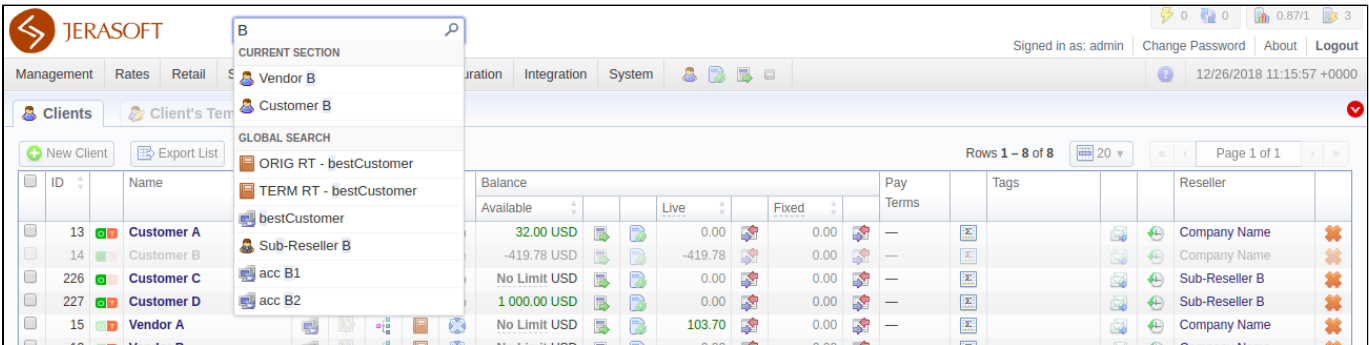 0 0 0.87/1 3
JERASOFT
B
Signed in as: admin Change Password About Logout
CURRENT SECTION
Management Rates Retail Integration System 12/26/2018 11:15:57 +0000
Vendor B
Customer B
Clients Client's Tem
GLOBAL SEARCH
New Client Export List Rows 1 – 8 of 8 20 Page 1 of 1
ORIG RT - bestCustomer
TERM RT - bestCustomer
bestCustomer
Sub-Reseller B
acc B1
acc B2
ID Name Balance Pay Terms Tags Reseller
Available Live Fixed
13 O T Customer A 32.00 USD 0.00 0.00 — Company Name
14 Customer B -419.78 USD -419.78 0.00 — Company Name
226 O T Customer C No Limit USD 0.00 0.00 — Sub-Reseller B
227 O T Customer D 1 000.00 USD 0.00 0.00 — Sub-Reseller B
15 O T Vendor A No Limit USD 103.70 0.00 — Company Name